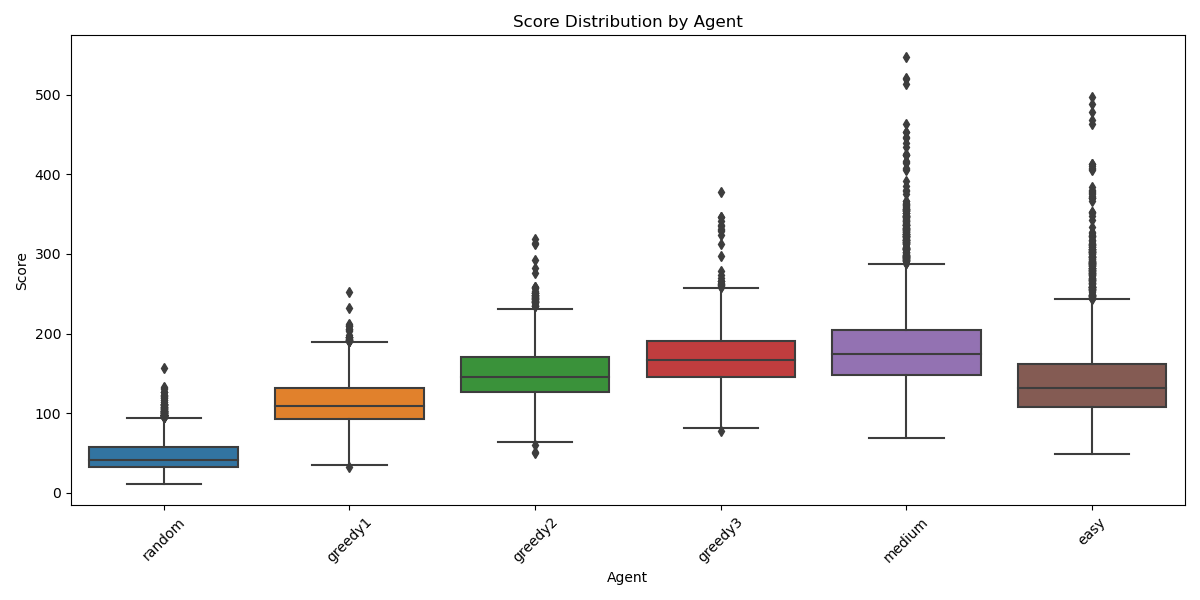 Score Distribution by Agent
Score
500
400
300
200
100
0
random
greedy1
greedy2
greedy3
medium
easy
Agent